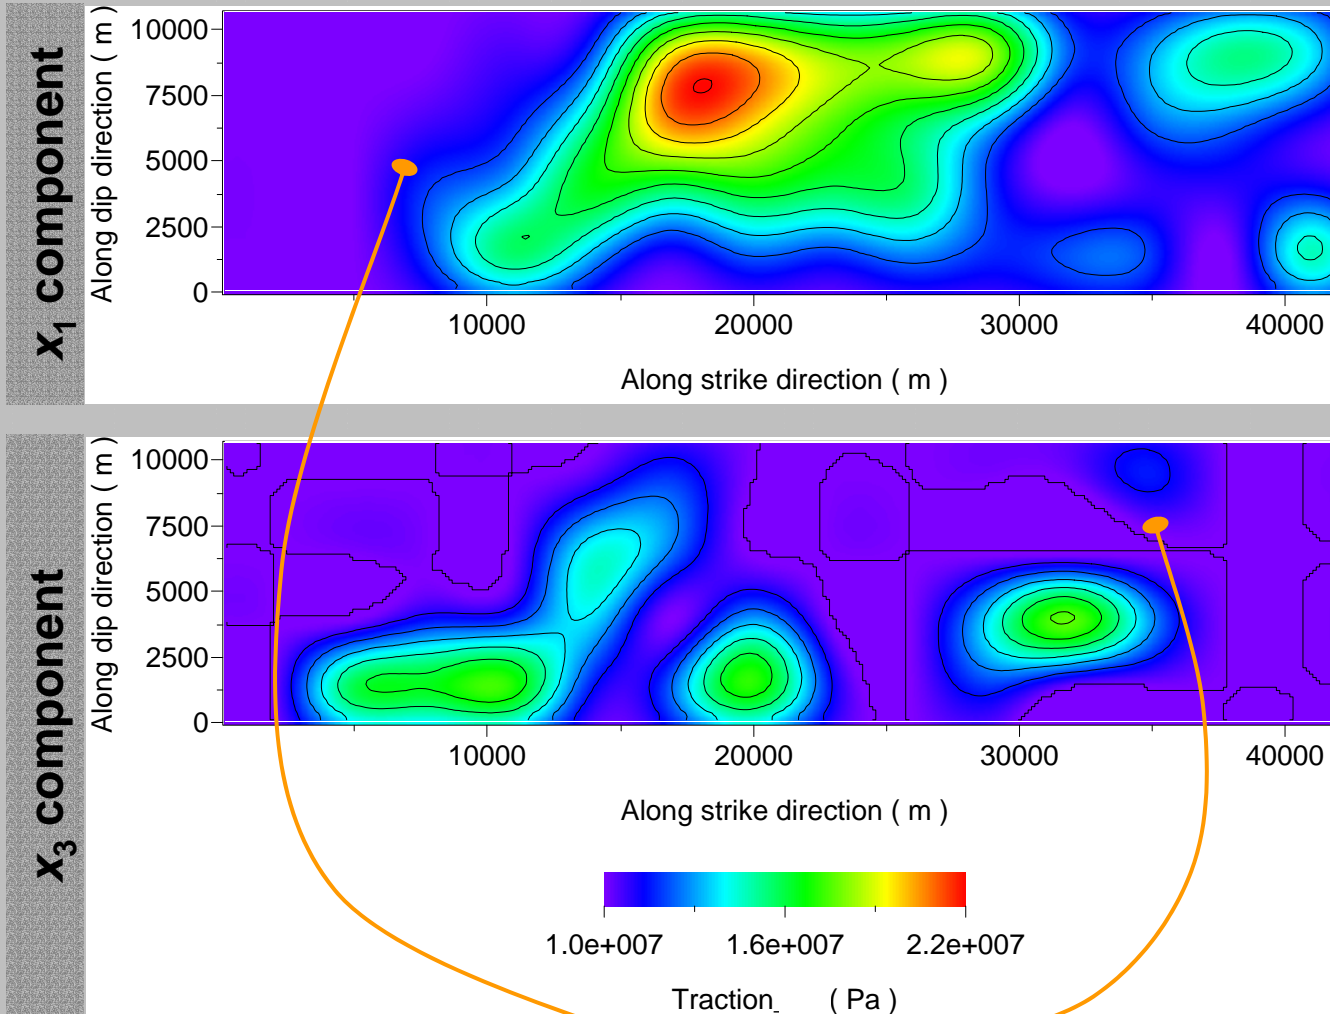 x1 component
Along dip direction ( m )
10000
7500
5000
2500
0
10000 20000 30000 40000
Along strike direction ( m )
x3 component
Along dip direction ( m )
10000
7500
5000
2500
0
10000 20000 30000 40000
Along strike direction ( m )
1.0e+007 1.6e+007 2.2e+007
Traction_ ( Pa )